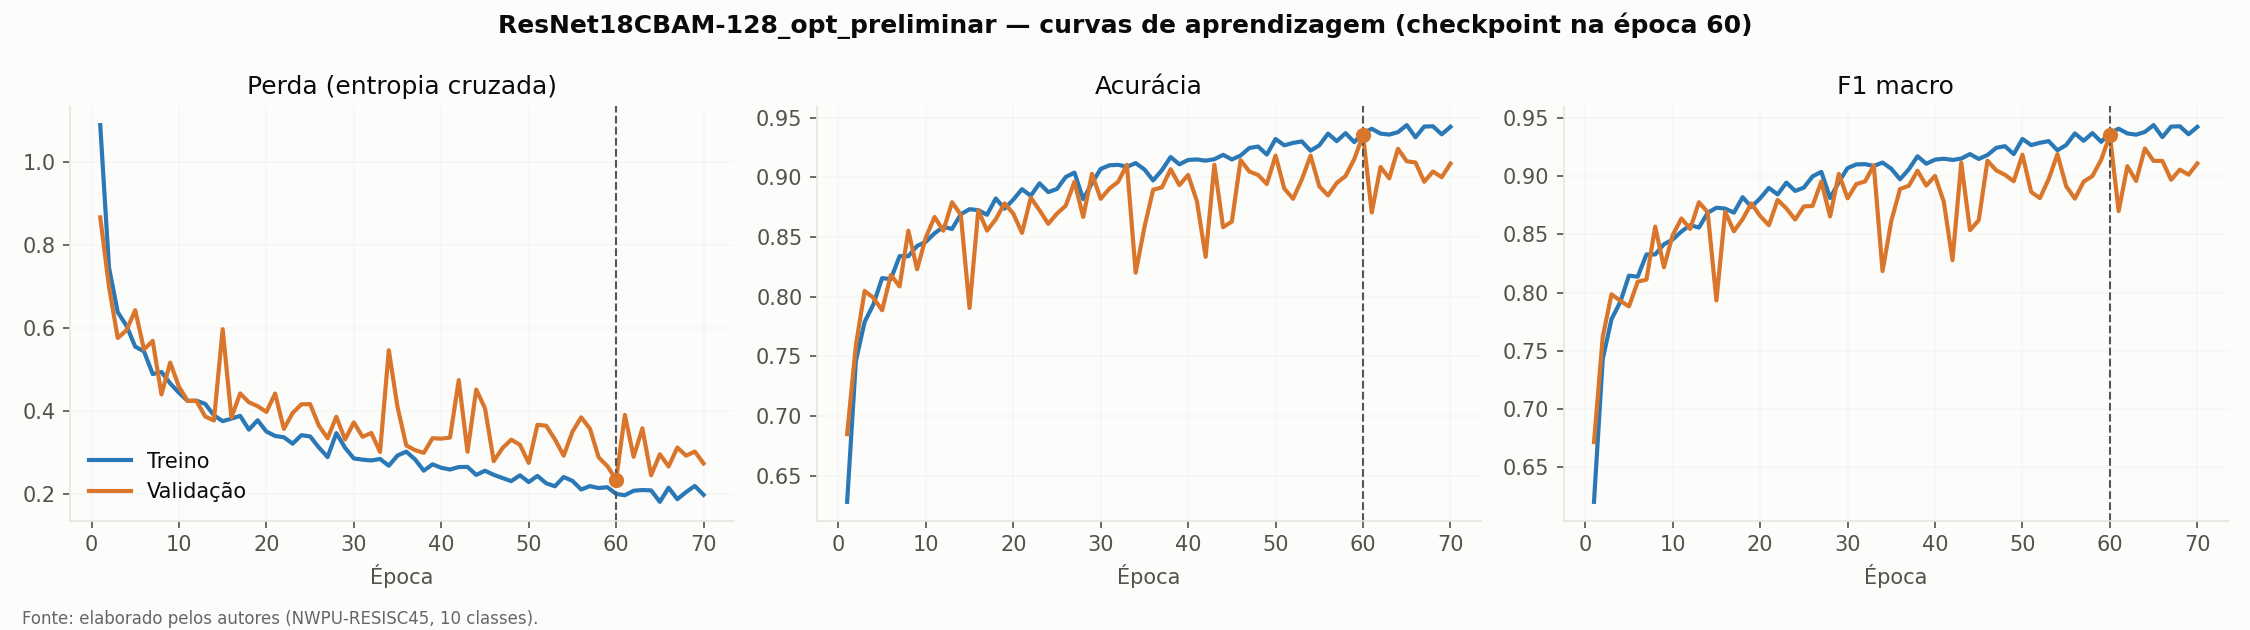 ResNet18CBAM-128_opt_preliminar — curvas de aprendizagem (checkpoint na época 60)
Perda (entropia cruzada)
1.0
0.8
0.6
0.4
0.2
Treino
Validação
0 10 20 30 40 50 60 70
Época
Acurácia
0.95
0.90
0.85
0.80
0.75
0.70
0.65
0 10 20 30 40 50 60 70
Época
F1 macro
0.95
0.90
0.85
0.80
0.75
0.70
0.65
0 10 20 30 40 50 60 70
Época
Fonte: elaborado pelos autores (NWPU-RESISC45, 10 classes).